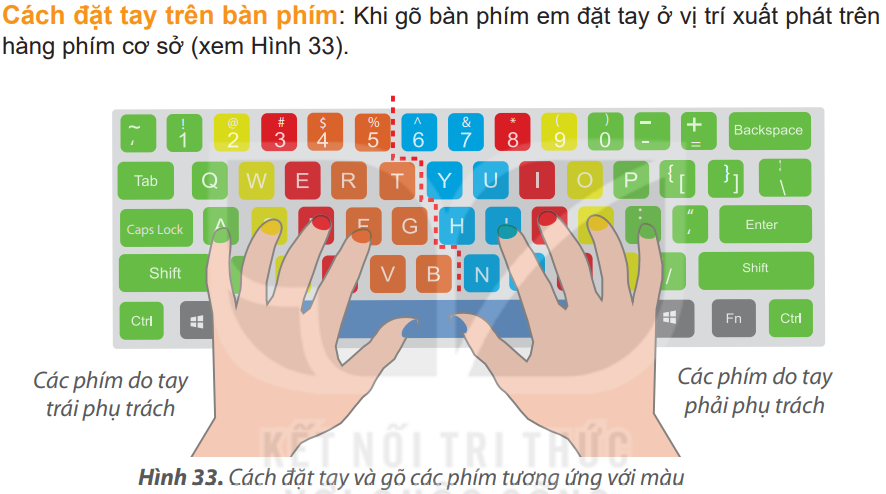 Cách đặt tay trên bàn phím: Khi gõ bàn phím em đặt tay ở vị trí xuất phát trên
hàng phím cơ sở (xem Hình 33).
~ ! @ # $ % ^ & * ( ) - +
‘ 1 2 3 4 5 6 7 8 9 0 - = Backspace
Tab Q W E R T Y U I O P { [ } ] ¦ \
Caps Lock A F G H J : “ ‘ Enter
Shift V B N / Shift
Ctrl Fn Ctrl
Các phím do tay
trái phụ trách
Các phím do tay
phải phụ trách
KẾT NỐI TRI THỨC
Hình 33. Cách đặt tay và gõ các phím tương ứng với màu